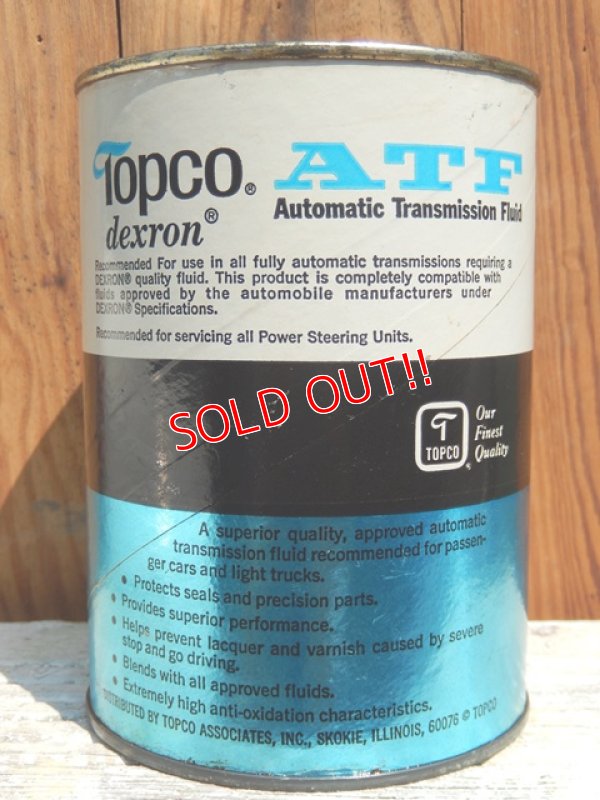 Topco® ATF
dexron® Automatic Transmission Fluid
Recommended For use in all fully automatic transmissions requiring a
DEXRON® quality fluid. This product is completely compatible with
fluids approved by the automobile manufacturers under
DEXRON® Specifications.
Recommended for servicing all Power Steering Units.
SOLD OUT!!
T
TOPCO®
Our
Finest
Quality
A superior quality, approved automatic
transmission fluid recommended for passen-
ger cars and light trucks.
• Protects seals and precision parts.
• Provides superior performance.
• Helps prevent lacquer and varnish caused by severe
stop and go driving.
• Blends with all approved fluids.
• Extremely high anti-oxidation characteristics.
DISTRIBUTED BY TOPCO ASSOCIATES, INC., SKOKIE, ILLINOIS, 60076 © TOPCO